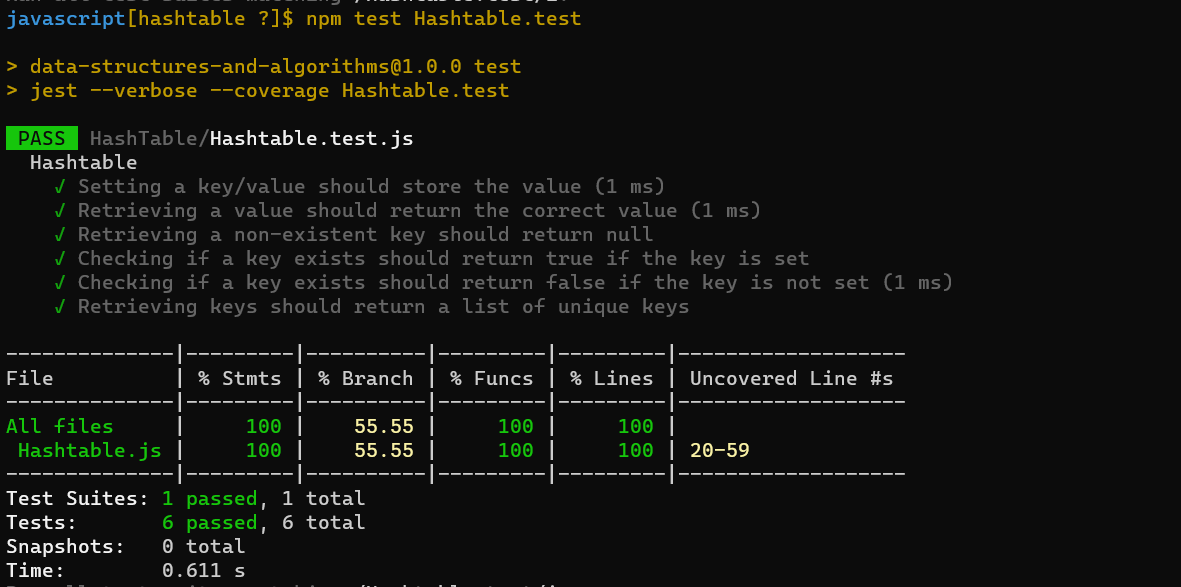 javascript[hashtable ?]$ npm test Hashtable.test
> data-structures-and-algorithms@1.0.0 test
> jest --verbose --coverage Hashtable.test
PASS HashTable/Hashtable.test.js
Hashtable
√ Setting a key/value should store the value (1 ms)
√ Retrieving a value should return the correct value (1 ms)
√ Retrieving a non-existent key should return null
√ Checking if a key exists should return true if the key is set
√ Checking if a key exists should return false if the key is not set (1 ms)
√ Retrieving keys should return a list of unique keys
--------------|---------|----------|---------|---------|-------------------
File | % Stmts | % Branch | % Funcs | % Lines | Uncovered Line #s
--------------|---------|----------|---------|---------|-------------------
All files | 100 | 55.55 | 100 | 100 |
Hashtable.js | 100 | 55.55 | 100 | 100 | 20-59
--------------|---------|----------|---------|---------|-------------------
Test Suites: 1 passed, 1 total
Tests: 6 passed, 6 total
Snapshots: 0 total
Time: 0.611 s